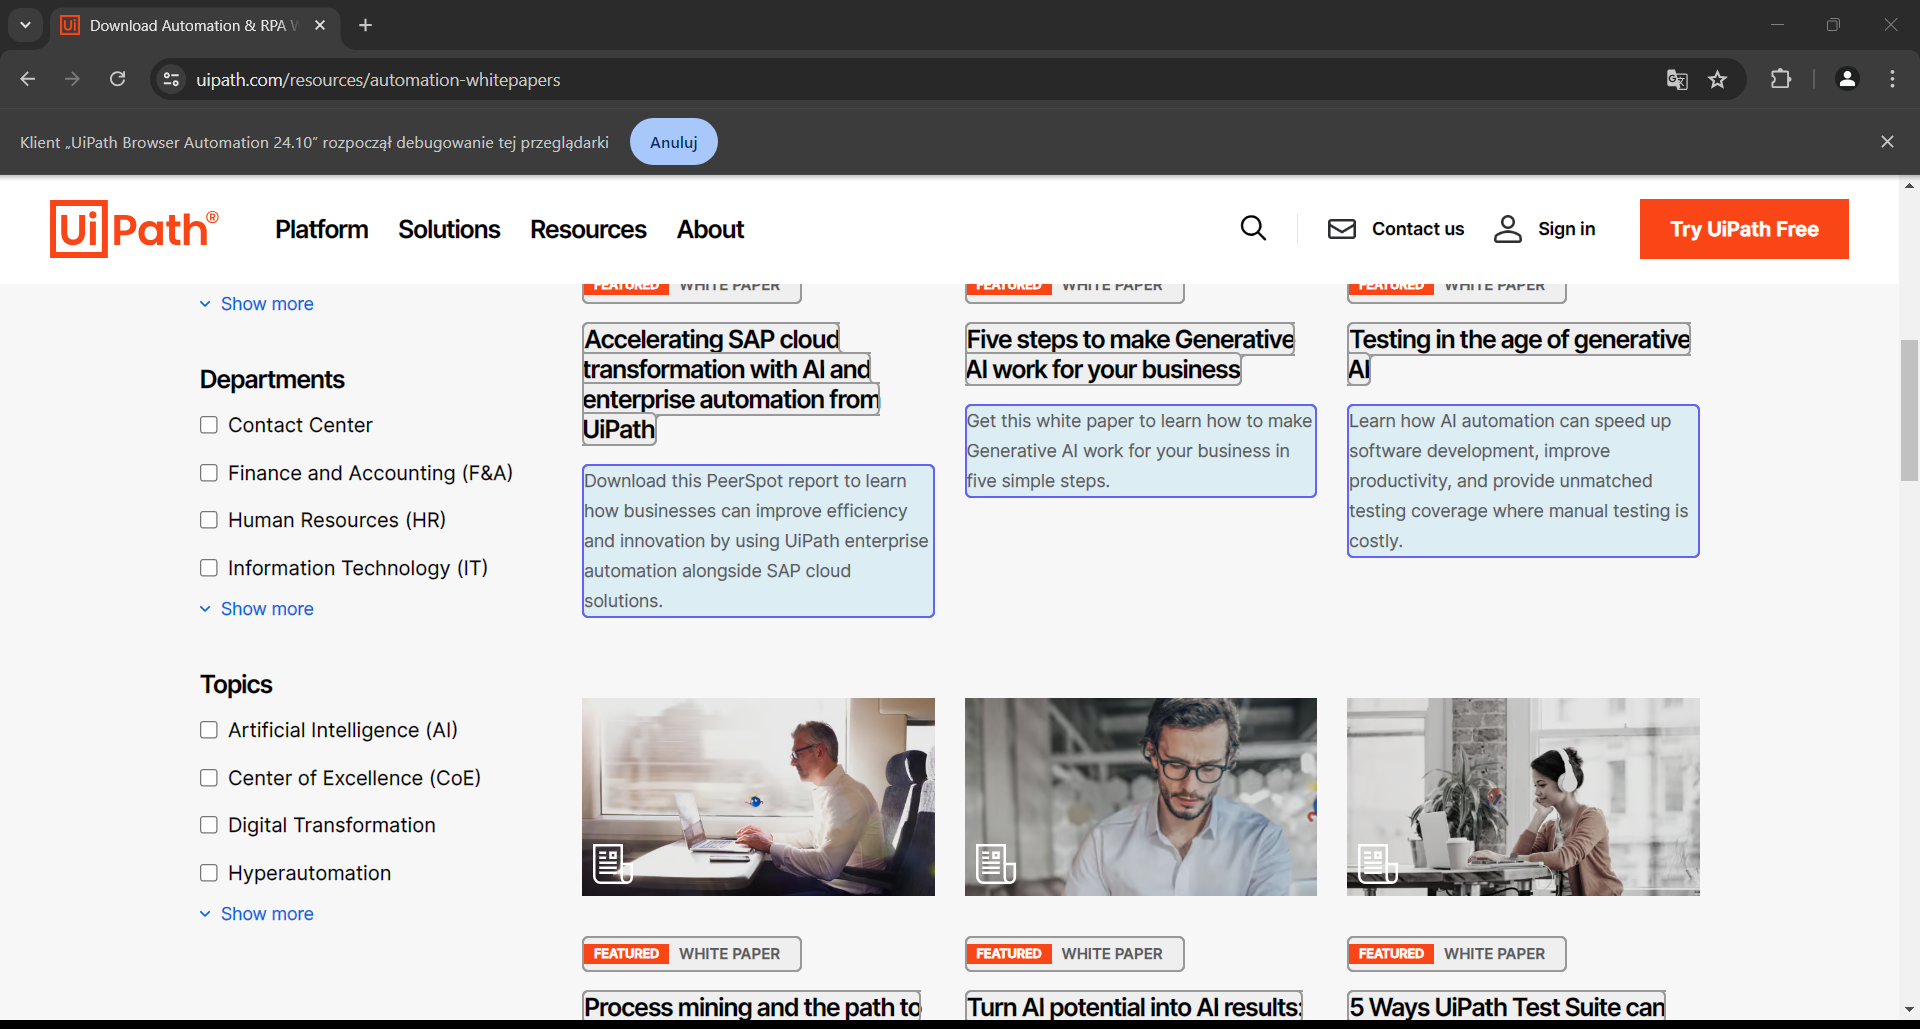 Download Automation & RPA W
uipath.com/resources/automation-whitepapers
Klient „UiPath Browser Automation 24.10” rozpoczął debugowanie tej przeglądarki
Anuluj
UiPath®
Platform
Solutions
Resources
About
Contact us
Sign in
Try UiPath Free
Show more
Departments
Contact Center
Finance and Accounting (F&A)
Human Resources (HR)
Information Technology (IT)
Show more
Topics
Artificial Intelligence (AI)
Center of Excellence (CoE)
Digital Transformation
Hyperautomation
Show more
FEATURED WHITE PAPER
Accelerating SAP cloud
transformation with AI and
enterprise automation from
UiPath
Download this PeerSpot report to learn
how businesses can improve efficiency
and innovation by using UiPath enterprise
automation alongside SAP cloud
solutions.
FEATURED WHITE PAPER
Five steps to make Generative
AI work for your business
Get this white paper to learn how to make
Generative AI work for your business in
five simple steps.
FEATURED WHITE PAPER
Testing in the age of generative
AI
Learn how AI automation can speed up
software development, improve
productivity, and provide unmatched
testing coverage where manual testing is
costly.
FEATURED WHITE PAPER
Process mining and the path to
FEATURED WHITE PAPER
Turn AI potential into AI results:
FEATURED WHITE PAPER
5 Ways UiPath Test Suite can